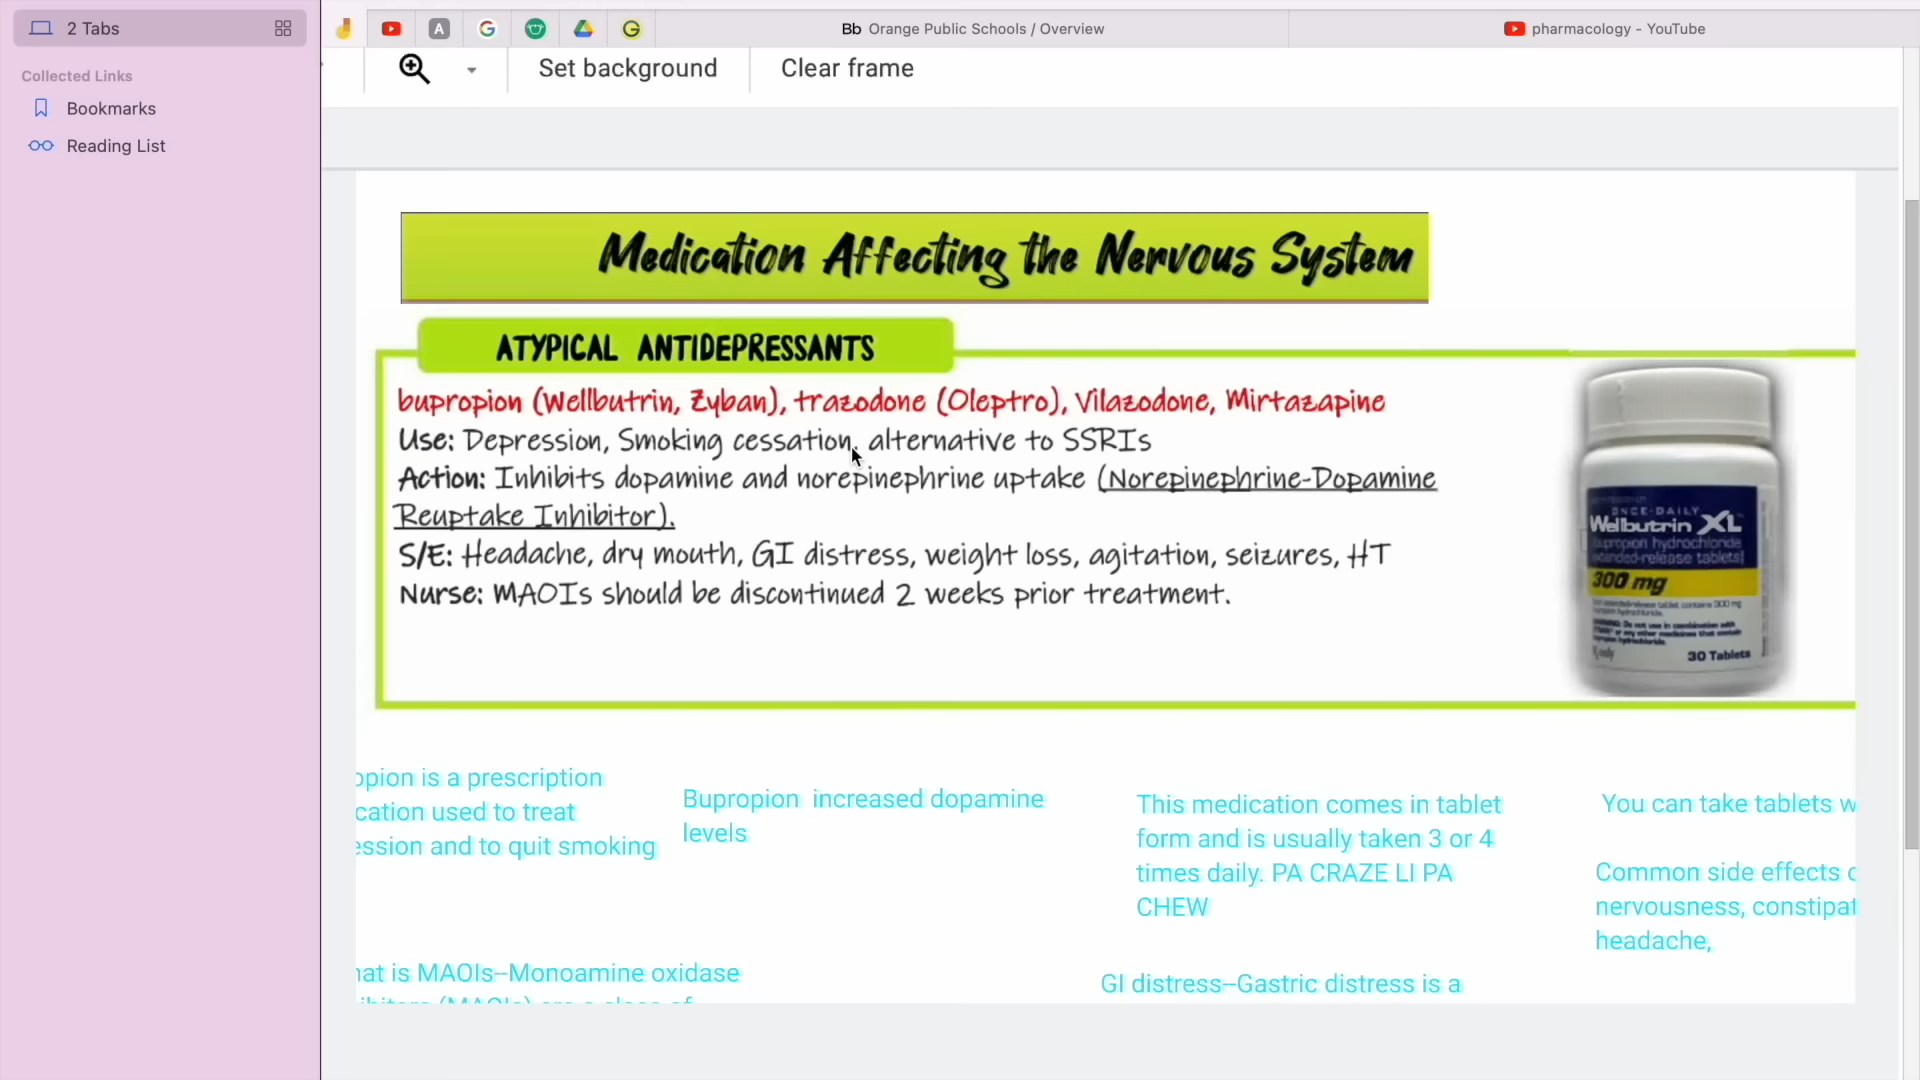 2 Tabs
Collected Links
Bookmarks
Reading List
Bb Orange Public Schools / Overview
pharmacology - YouTube
Set background
Clear frame
Medication Affecting the Nervous System
ATYPICAL ANTIDEPRESSANTS
bupropion (Wellbutrin, Zyban), trazodone (Oleptro), Vilazodone, Mirtazapine
Use: Depression, Smoking cessation, alternative to SSRIs
Action: Inhibits dopamine and norepinephrine uptake (Norepinephrine-Dopamine
Reuptake Inhibitor).
S/E: Headache, dry mouth, GI distress, weight loss, agitation, seizures, HT
Nurse: MAOIs should be discontinued 2 weeks prior treatment.
ONCE-DAILY
Wellbutrin XL
(bupropion hydrochloride
extended-release tablets)
300 mg
30 Tablets
opion is a prescription
cation used to treat
ession and to quit smoking
Bupropion increased dopamine
levels
This medication comes in tablet
form and is usually taken 3 or 4
times daily. PA CRAZE LI PA
CHEW
You can take tablets w
Common side effects
nervousness, constipat
headache,
hat is MAOIs--Monoamine oxidase
GI distress--Gastric distress is a